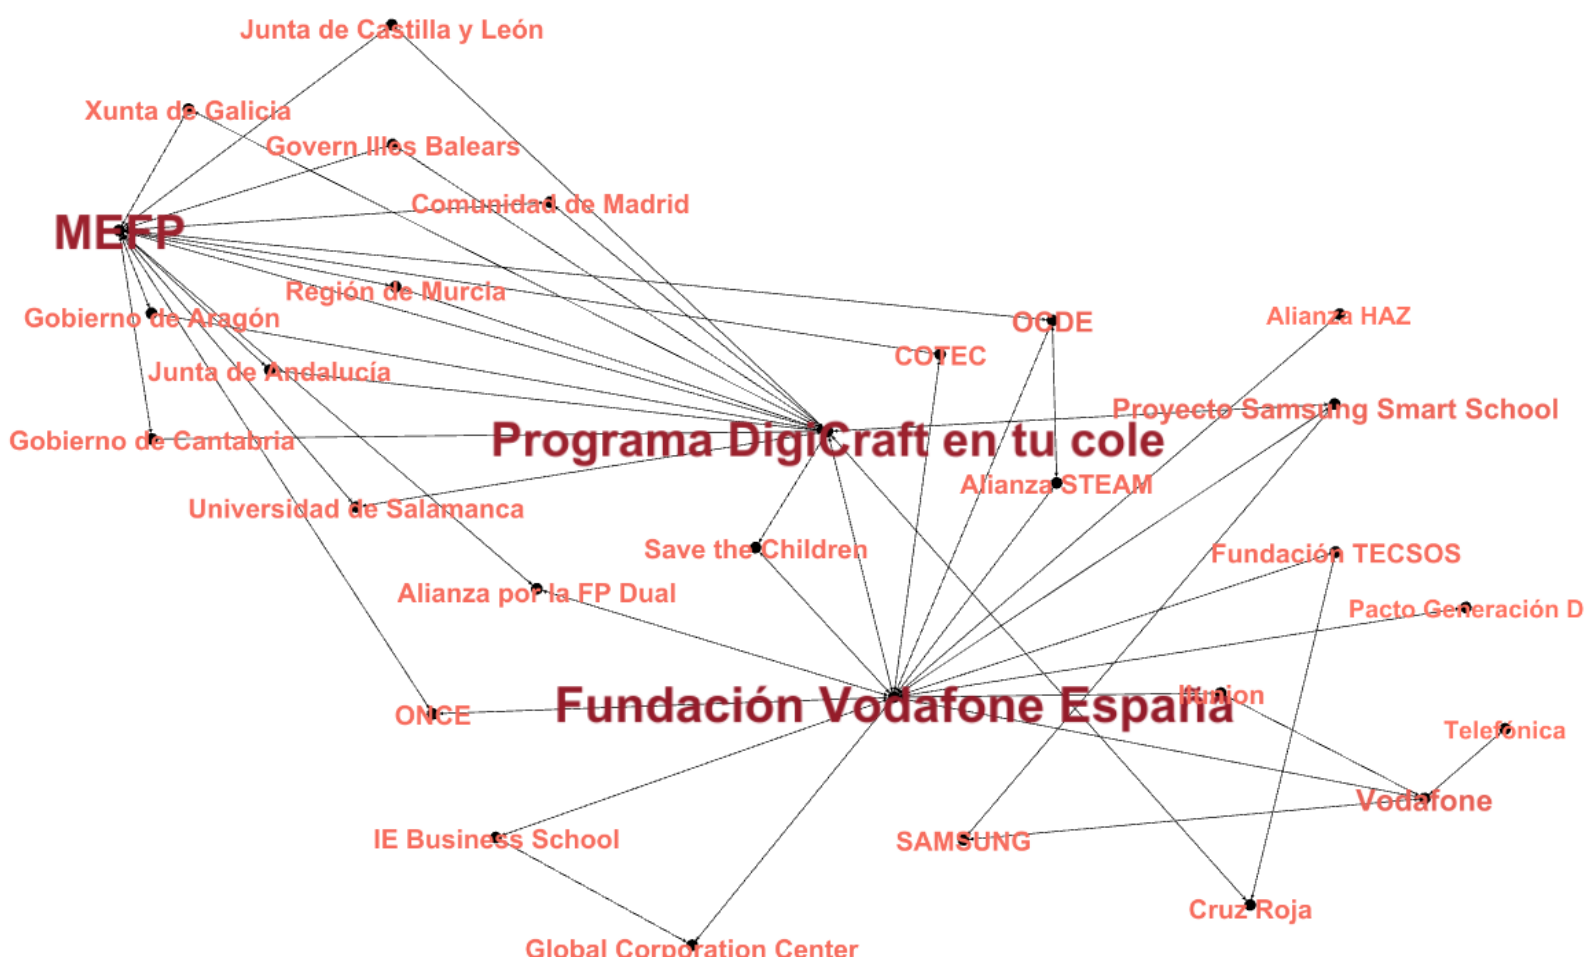 Junta de Castilla y León
Xunta de Galicia
Govern Illes Balears
Comunidad de Madrid
MEFP
Región de Murcia
Gobierno de Aragón
OCDE
Alianza HAZ
COTEC
Junta de Andalucía
Proyecto Samsung Smart School
Gobierno de Cantabria
Programa DigiCraft en tu cole
Alianza STEAM
Universidad de Salamanca
Save the Children
Fundación TECSOS
Alianza por la FP Dual
Pacto Generación D
Ilunion
Fundación Vodafone España
ONCE
Telefónica
Vodafone
IE Business School
SAMSUNG
Cruz Roja
Global Corporation Center